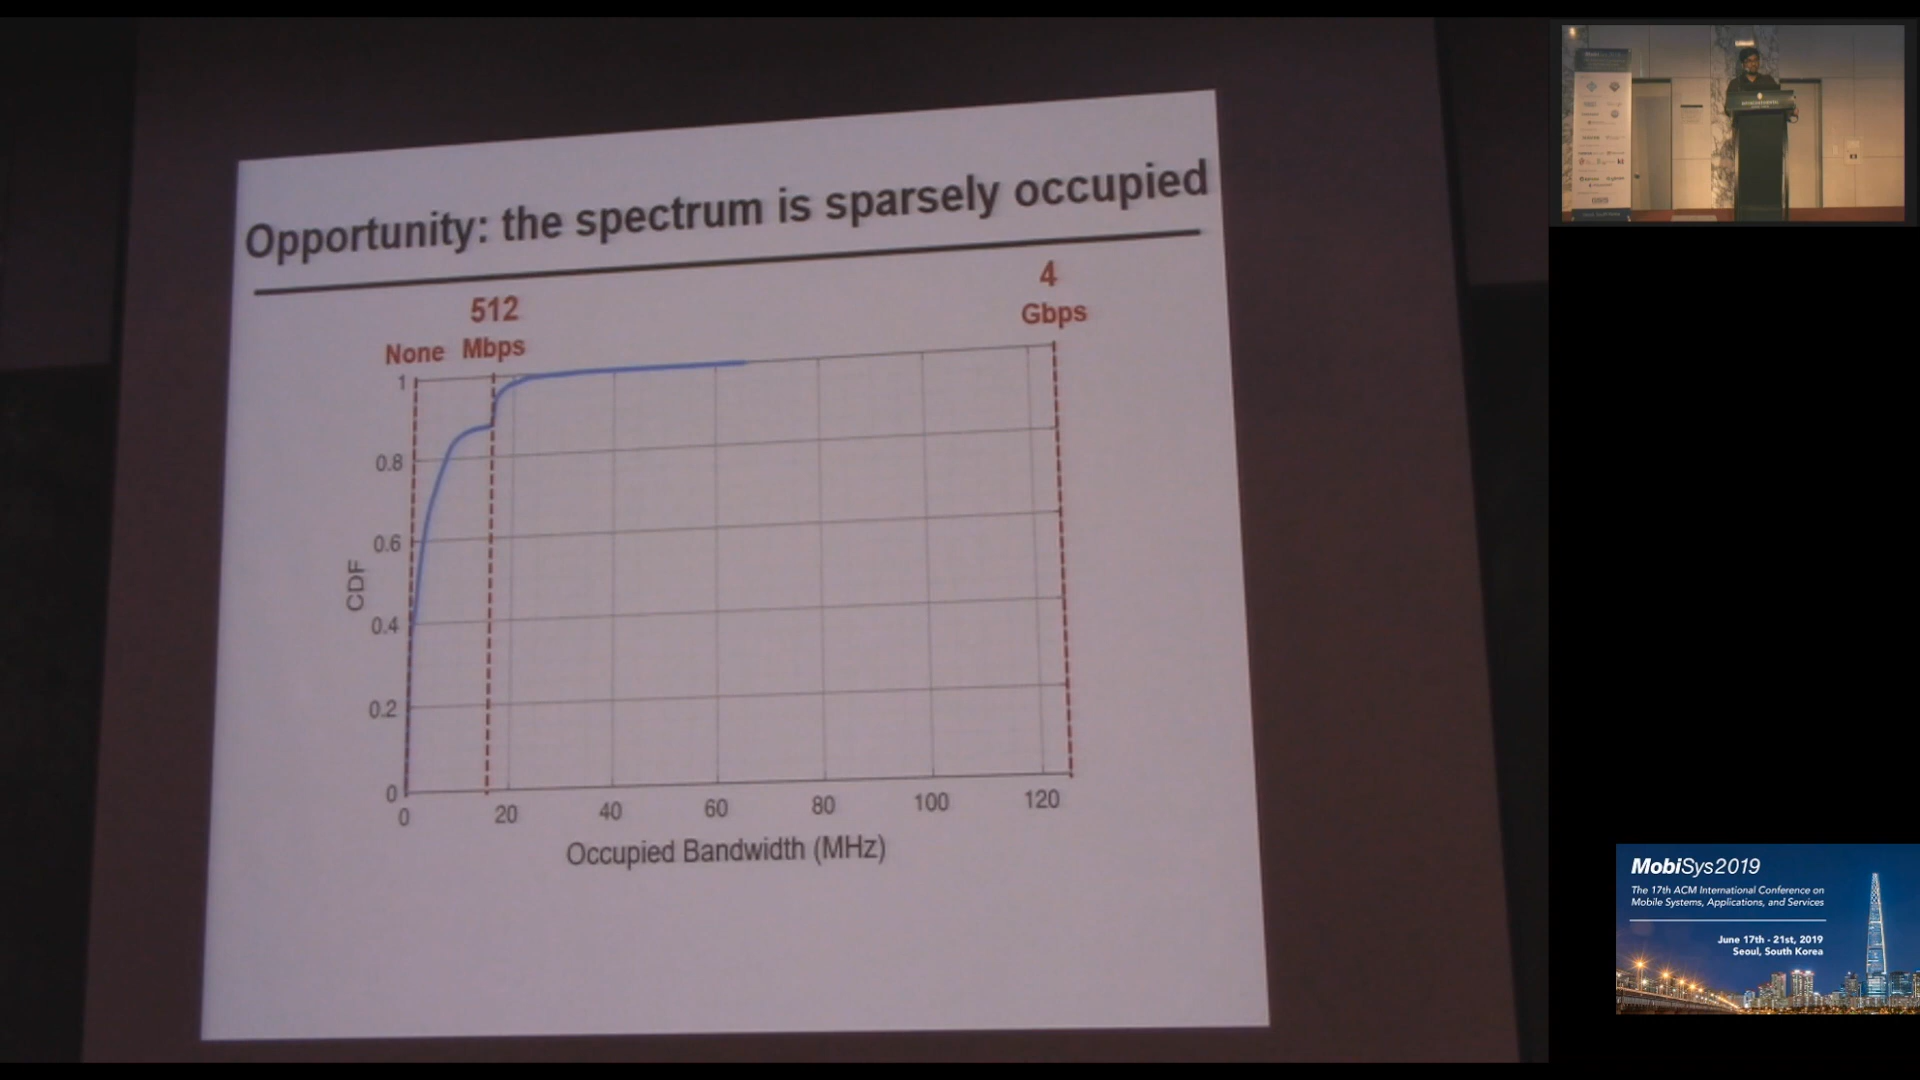 Opportunity: the spectrum is sparsely occupied
512
4
None Mbps
Gbps
1
0.8
0.6
0.4
0.2
0
CDF
0
20
40
60
80
100
120
Occupied Bandwidth (MHz)
MobiSys2019
The 17th ACM International Conference on
Mobile Systems, Applications, and Services
June 17th - 21st, 2019
Seoul, South Korea